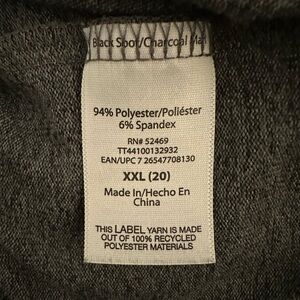 Black Soot/Charcoal
94% Polyester/Poliéster
6% Spandex
RN# 52469
TT44100132932
EAN/UPC 7 26547708130
XXL (20)
Made In/Hecho En
China
THIS LABEL YARN IS MADE
OUT OF 100% RECYCLED
POLYESTER MATERIALS